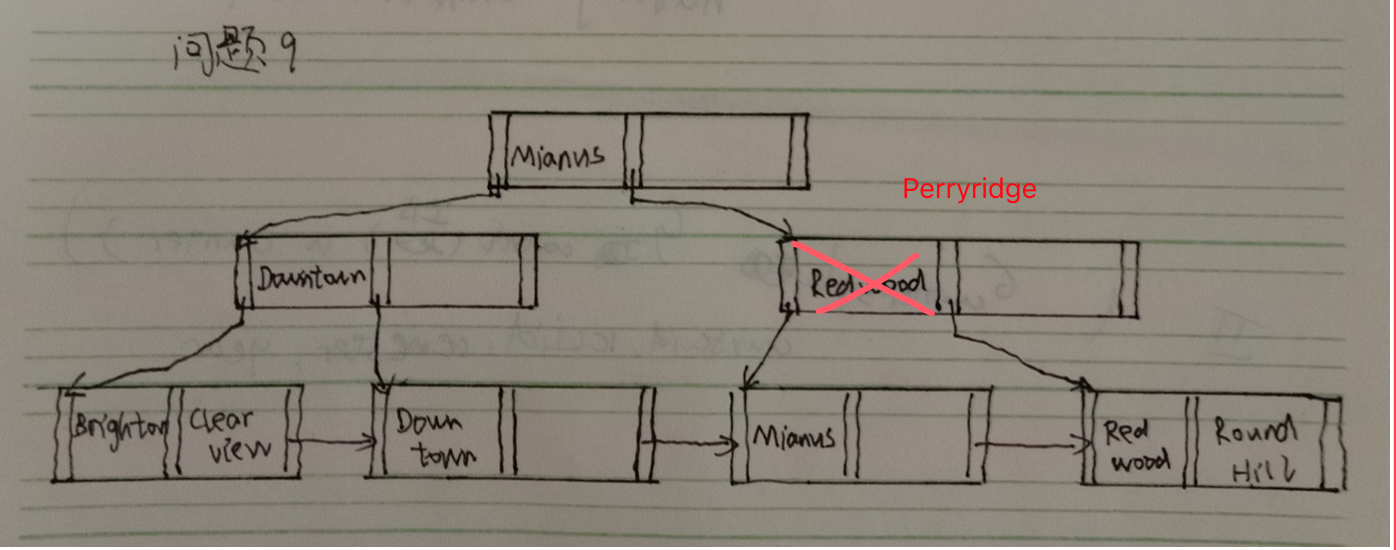 问题9
Mianus
Perryridge
Downtown
Redwood
Brighton
Clear
view
Down
town
Mianus
Red
wood
Round
Hill